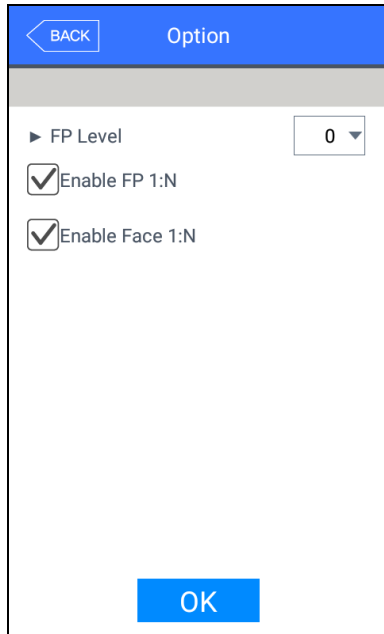 BACK Option
► FP Level 0
Enable FP 1:N
Enable Face 1:N
OK